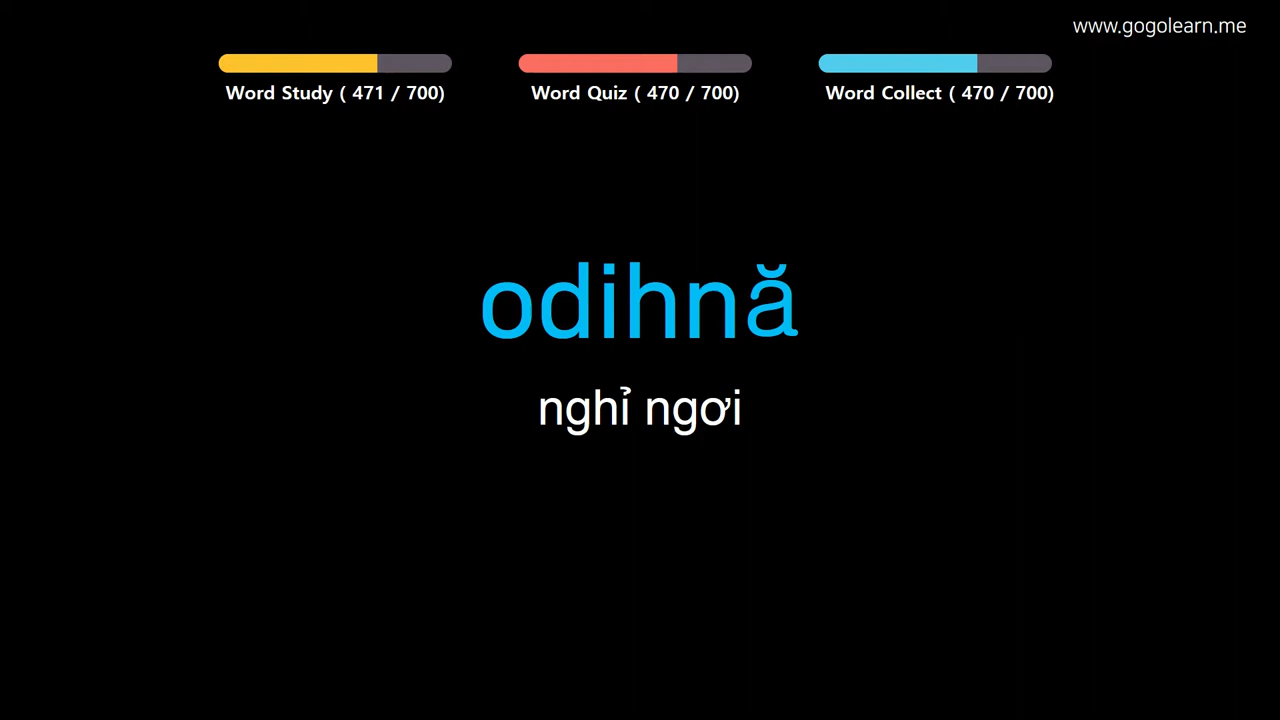 www.gogolearn.me
Word Study ( 471 / 700)
Word Quiz ( 470 / 700)
Word Collect ( 470 / 700)
odihnă
nghỉ ngơi